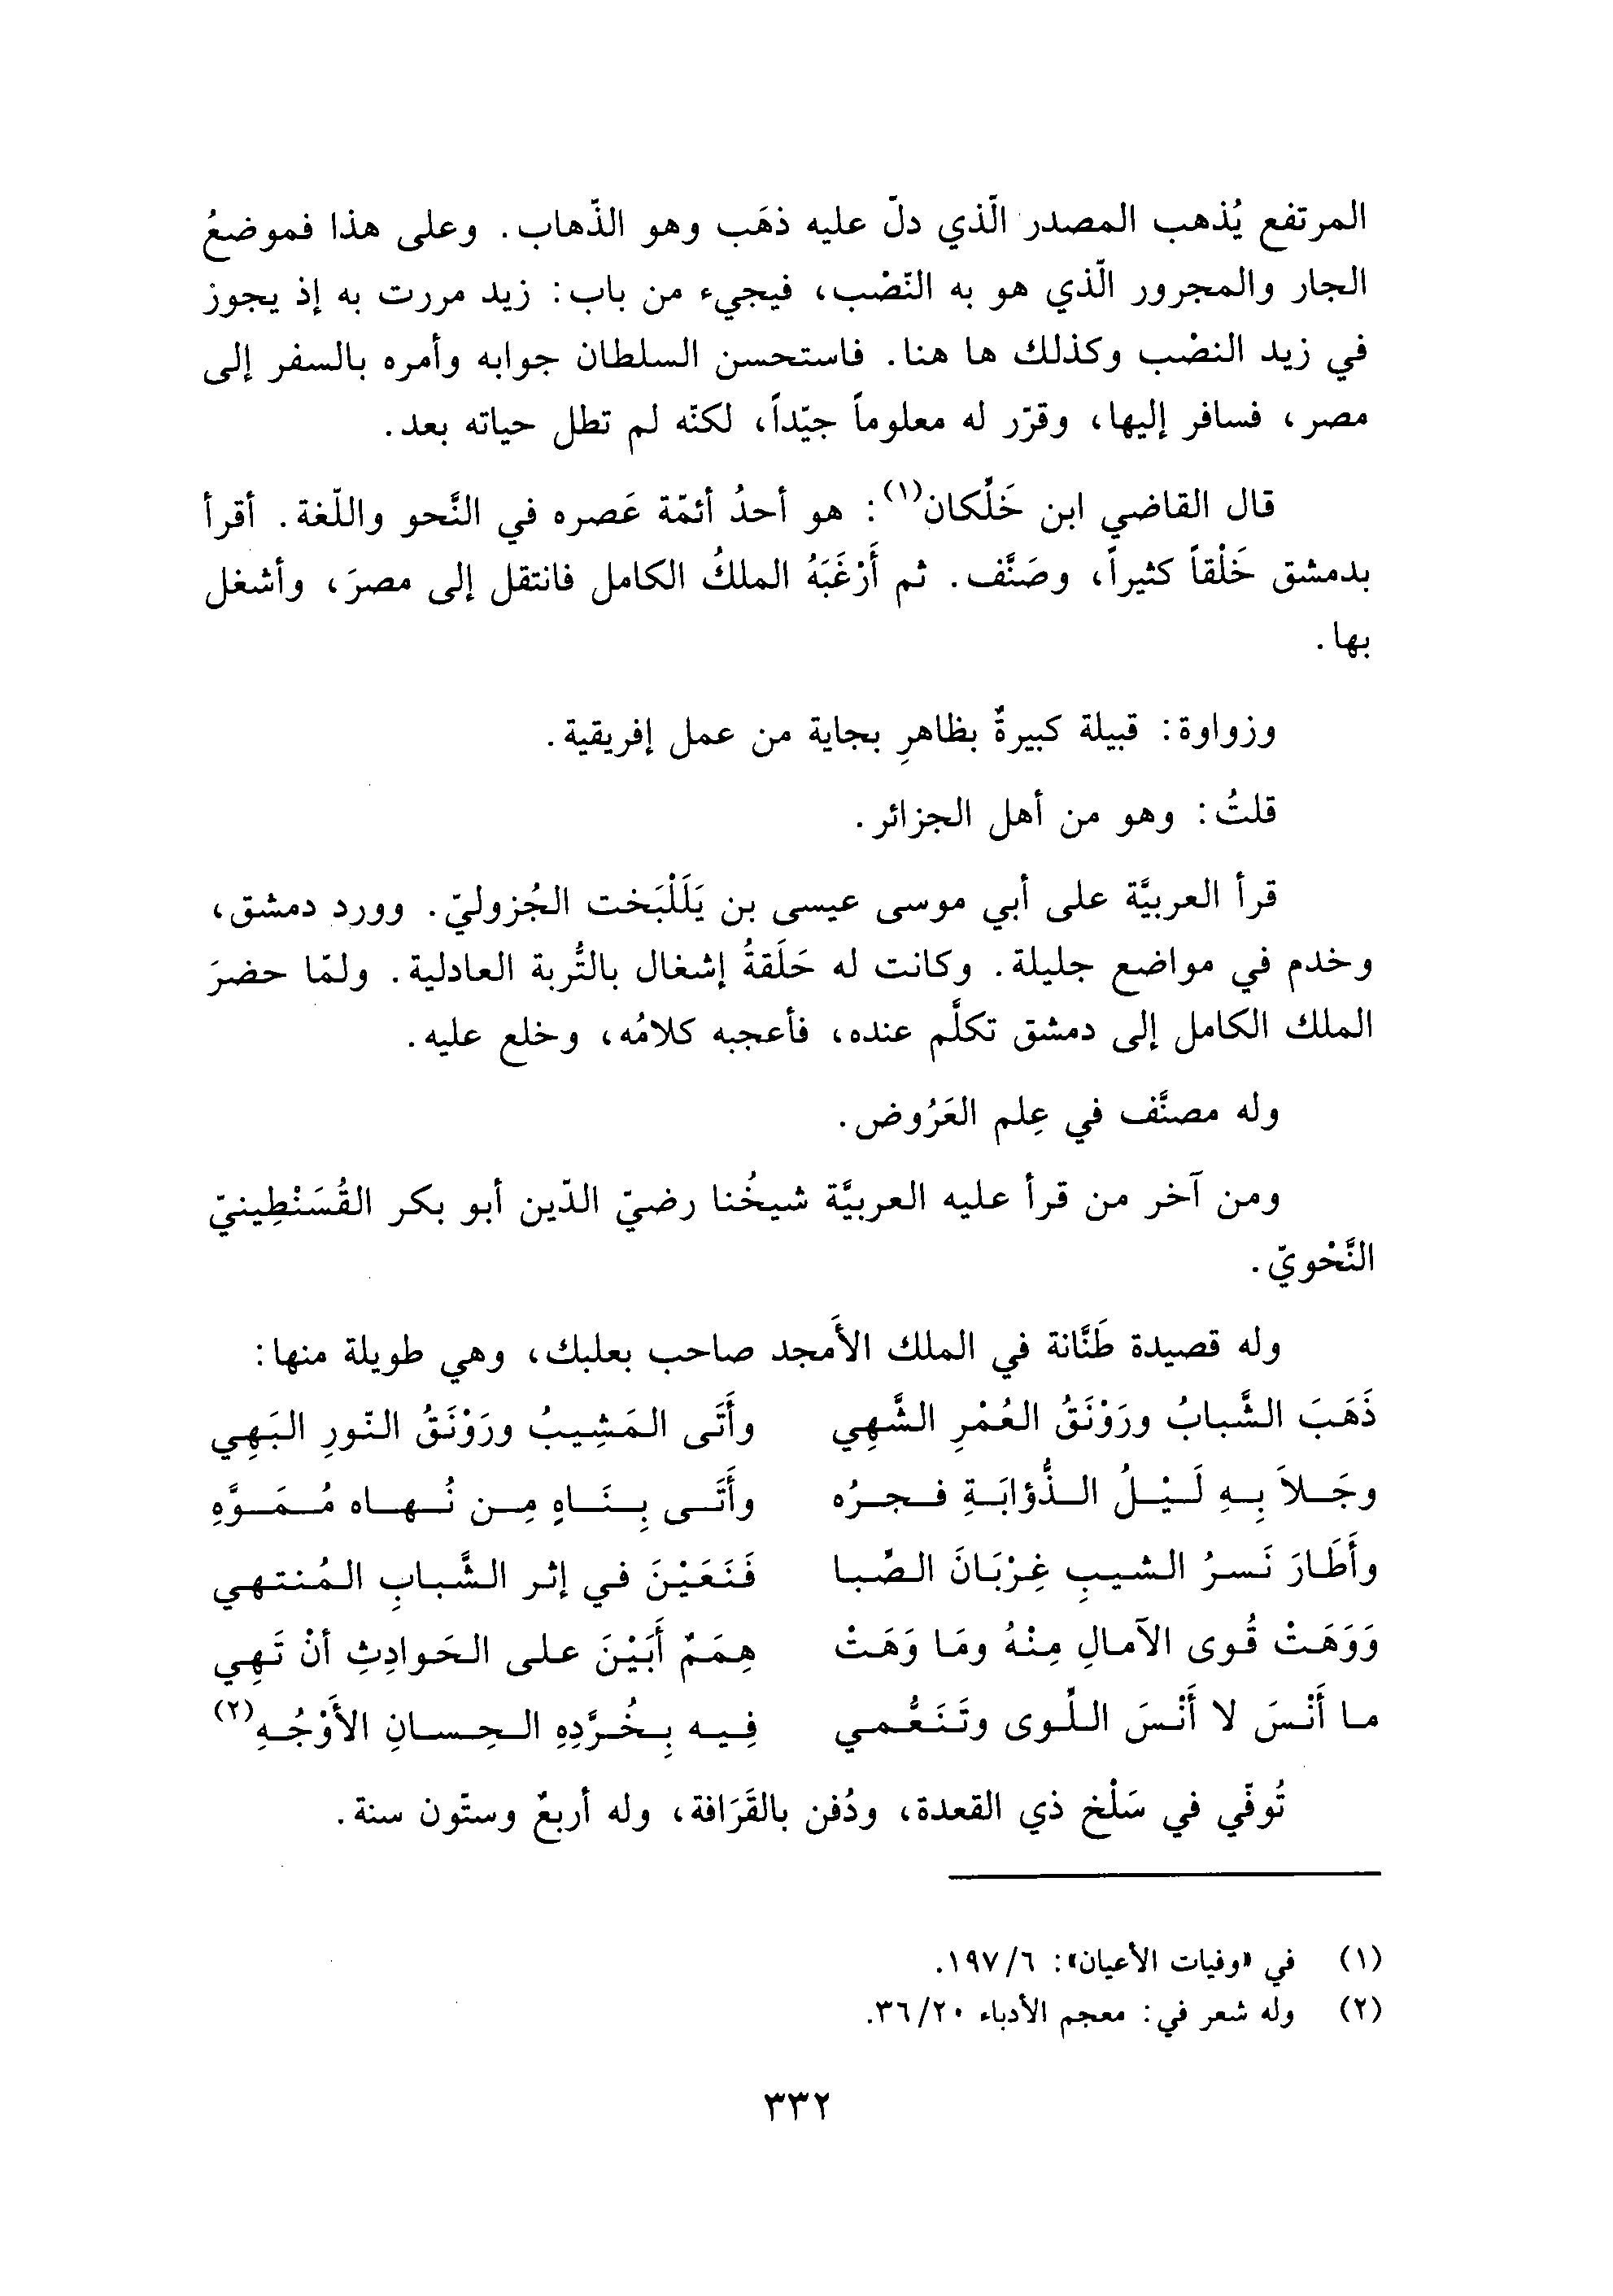 المرتفع يُذهب المصدر الّذي دلّ عليه ذهَب وهو الذّهاب. وعلى هذا فموضعُ
الجار والمجرور الّذي هو به النّصْب، فيجيء من باب: زيد مررت به إذ يجوز
في زيد النصْب وكذلك ها هنا. فاستحسن السلطان جوابه وأمره بالسفر إلى
مصر، فسافر إليها، وقرّر له معلوماً جيّداً، لكنّه لم تطل حياته بعد.
قال القاضي ابن خَلِّكان(١): هو أحدُ أئمّة عَصره في النَّحو واللّغة. أقرأ
بدمشق خَلْقاً كثيراً، وصَنَّف. ثم أَرْغَبَهُ الملكُ الكامل فانتقل إلى مصرَ، وأشغل
بها.
وزواوة: قبيلة كبيرةٌ بظاهرِ بجاية من عمل إفريقية.
قلتُ: وهو من أهل الجزائر.
قرأ العربيَّة على أبي موسى عيسى بن يَلَلْبَخت الجُزوليّ. وورد دمشق،
وخدم في مواضع جليلة. وكانت له حَلَقةُ إشغال بالتُّربة العادلية. ولمّا حضرَ
الملك الكامل إلى دمشق تكلَّم عنده، فأعجبه كلامُه، وخلع عليه.
وله مصنَّف في عِلم العَرُوض.
ومن آخر من قرأ عليه العربيَّة شيخُنا رضيّ الدّين أبو بكر القُسَنْطِينيّ
النَّحْويّ.
وله قصيدة طَنَّانة في الملك الأَمجد صاحب بعلبك، وهي طويلة منها:
ذَهَبَ الشَّبابُ ورَوْنَقُ العُمْرِ الشَّهِي وأَتَى المَشِيبُ ورَوْنَقُ النّورِ البَهِي
وجَلاَ بِهِ لَيْلُ الذُّؤابَةِ فجرُه وأَتَى بِنَاهٍ مِن نُهاه مُمَوَّهِ
وأَطَارَ نَسرُ الشيبِ غِرْبَانَ الصِّبا فَنَعَيْنَ في إثر الشَّبابِ المُنتهي
وَوَهَتْ قُوى الآمالِ مِنْهُ ومَا وَهَتْ هِمَمٌ أَبَيْنَ على الحَوادِثِ أنْ تَهِي
ما أَنْسَ لا أَنْسَ اللِّوى وتَنَعُّمي فِيه بِخُرَّدِهِ الحِسانِ الأَوْجُهِ(٢)
تُوفّي في سَلْخ ذي القعدة، ودُفن بالقَرَافة، وله أربعٌ وستّون سنة.
(١) في «وفيات الأعيان»: ١٩٧/٦.
(٢) وله شعر في: معجم الأدباء ٣٦/٢٠.
٣٣٢